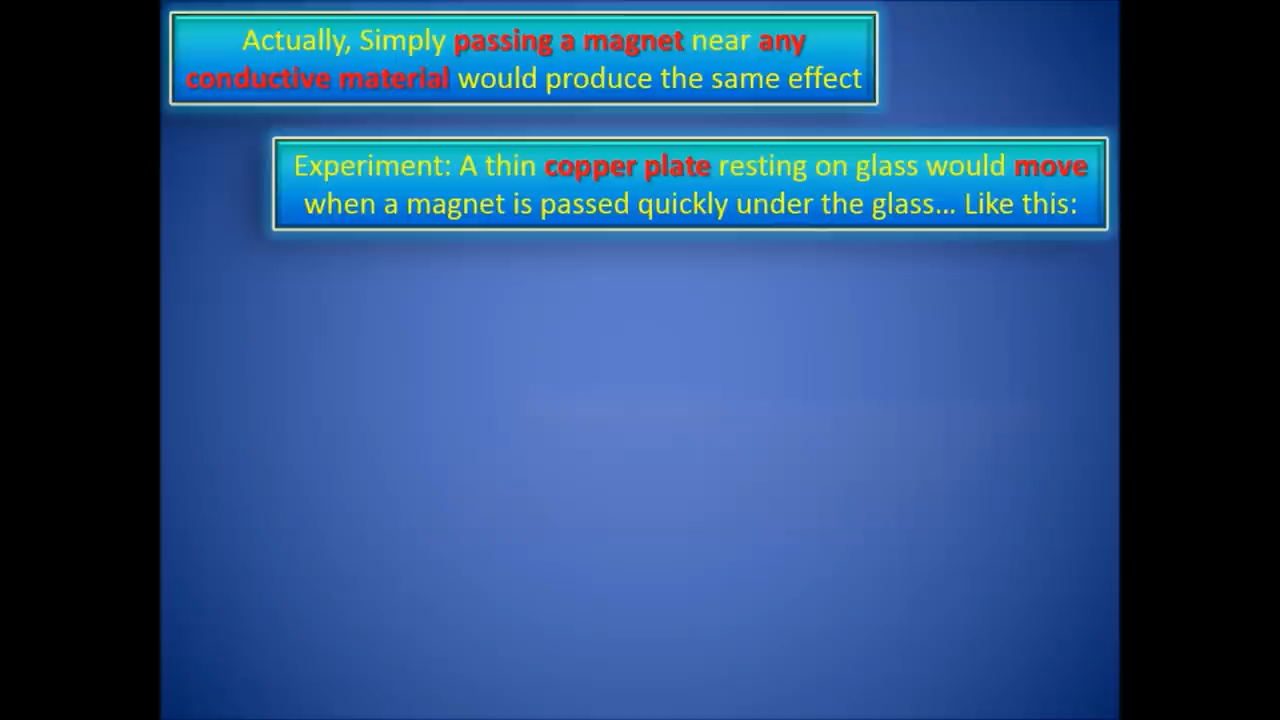 Actually, Simply passing a magnet near any
conductive material would produce the same effect
Experiment: A thin copper plate resting on glass would move
when a magnet is passed quickly under the glass... Like this: